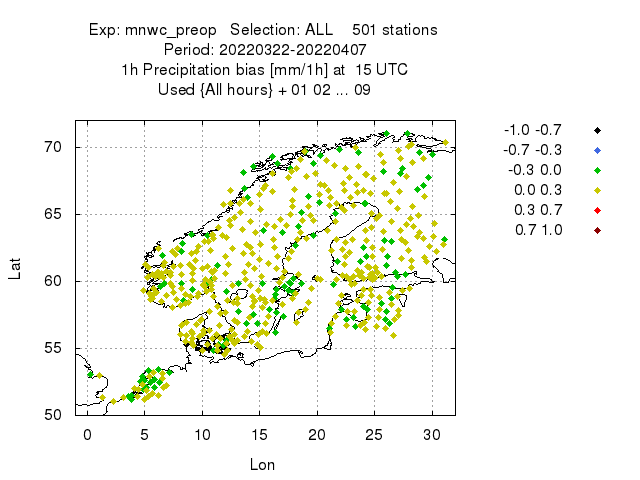 Exp: mnwc_preop   Selection: ALL    501 stations
Period: 20220322-20220407
1h Precipitation bias [mm/1h] at  15 UTC
Used {All hours} + 01 02 ... 09
-1.0 -0.7
-0.7 -0.3
-0.3 0.0
0.0 0.3
0.3 0.7
0.7 1.0
70
65
60
55
50
Lat
0 5 10 15 20 25 30
Lon